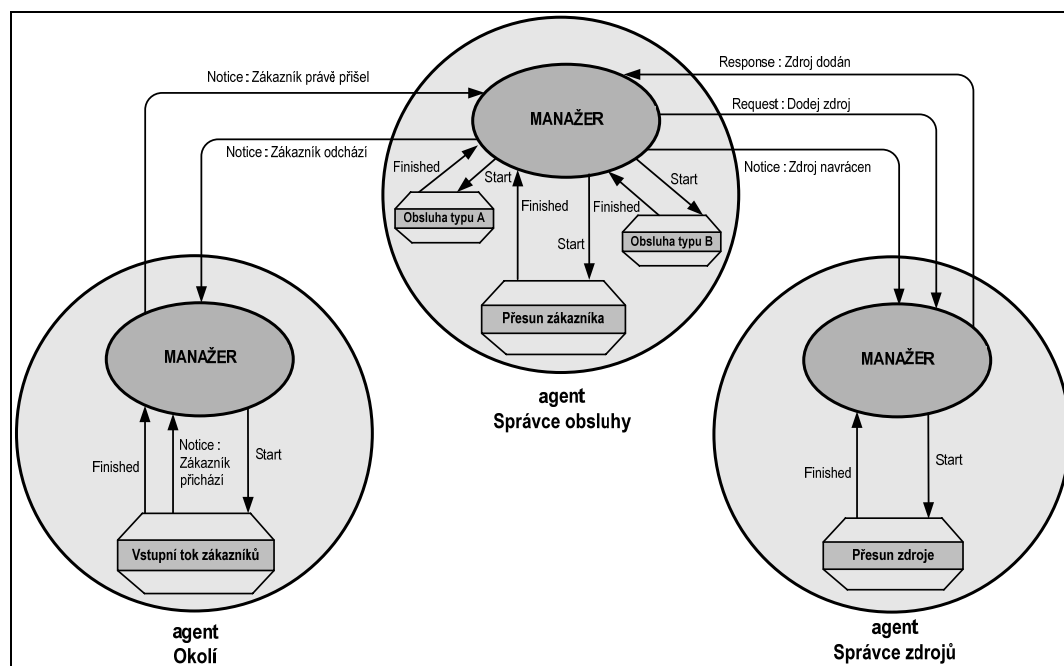 Notice : Zákazník právě přišel
Response : Zdroj dodán
Request : Dodej zdroj
MANAŽER
Notice : Zákazník odchází
Notice : Zdroj navrácen
Finished
Start
Start
Obsluha typu A
Finished
Finished
Obsluha typu B
Start
Přesun zákazníka
agent
Správce obsluhy
MANAŽER
Finished
Notice :
Zákazník
přichází
Start
Vstupní tok zákazníků
agent
Okolí
MANAŽER
Finished
Start
Přesun zdroje
agent
Správce zdrojů